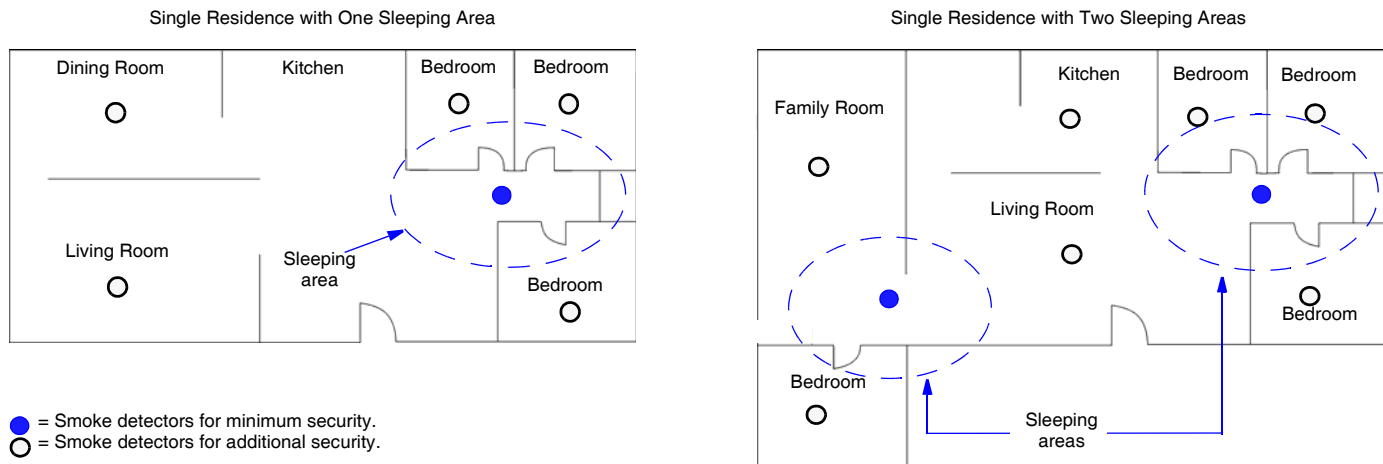 Single Residence with One Sleeping Area
Dining Room
Kitchen
Bedroom
Bedroom
Living Room
Sleeping
area
Bedroom
= Smoke detectors for minimum security.
= Smoke detectors for additional security.
Single Residence with Two Sleeping Areas
Kitchen
Bedroom
Bedroom
Family Room
Living Room
Bedroom
Bedroom
Sleeping
areas